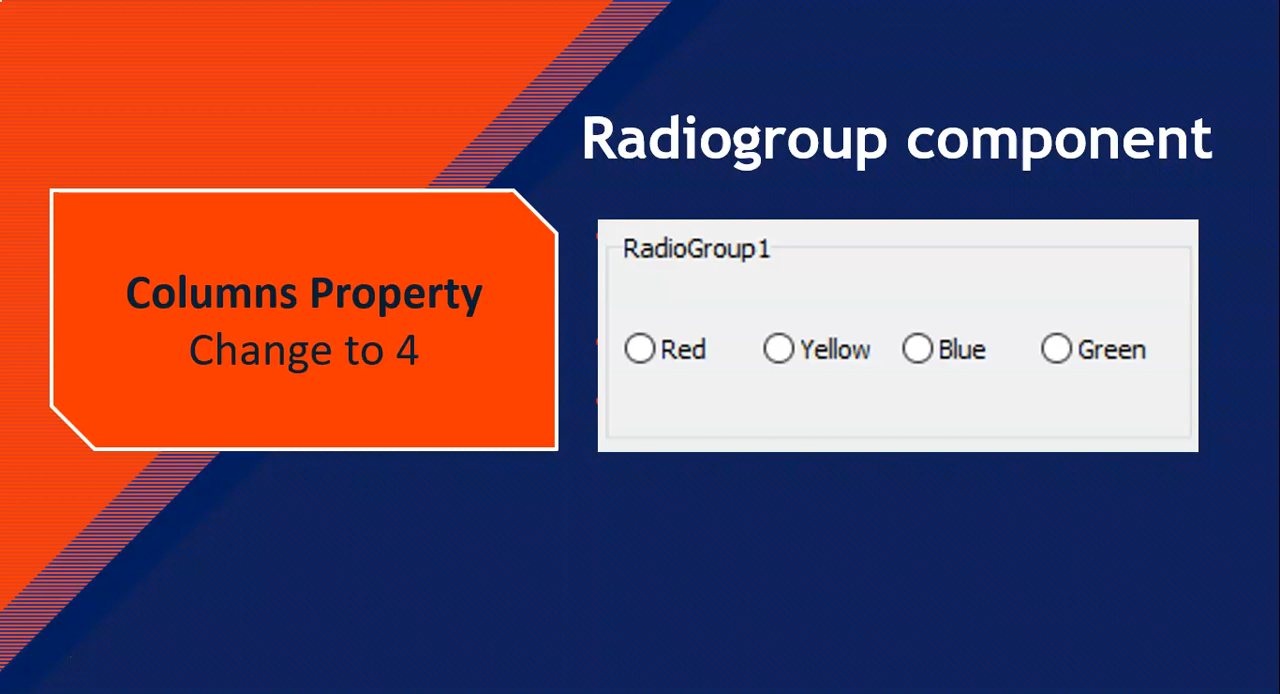 Radiogroup component
Columns Property
Change to 4
RadioGroup1
Red Yellow Blue Green